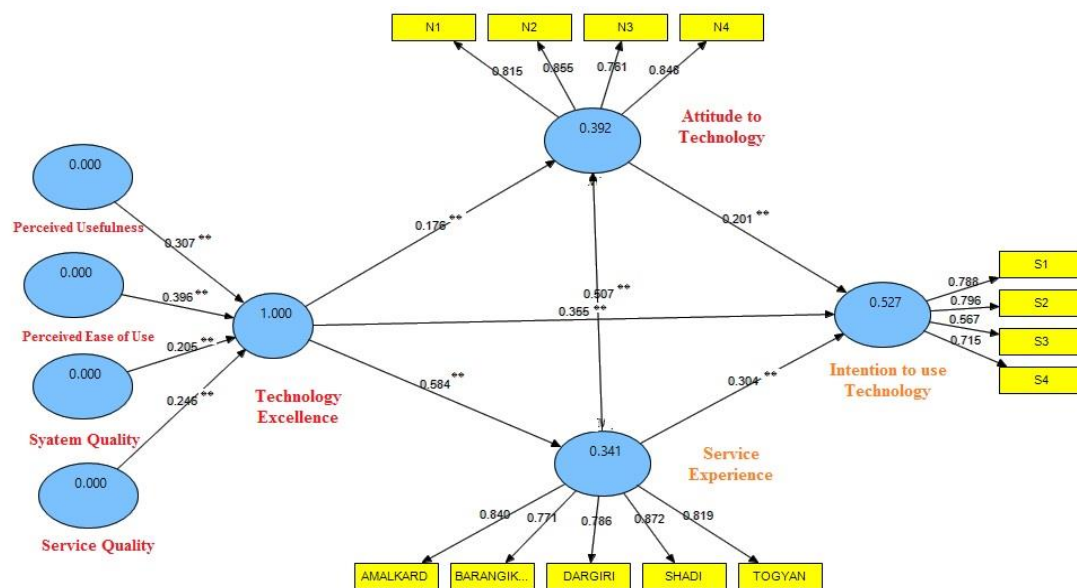 N1
N2
N3
N4
0.815
0.855
0.761
0.848
0.392
Attitude to
Technology
0.000
Perceived Usefulness
0.307 **
0.176 **
0.201 **
0.000
0.396 **
Perceived Ease of Use
0.205 **
0.000
Syatem Quality
0.246 **
0.000
Service Quality
1.000
Technology
Excellence
0.507 **
0.355 **
0.584 **
0.304 **
0.527
Intention to use
Technology
0.788
0.796
0.567
0.715
S1
S2
S3
S4
0.341
Service
Experience
0.840
0.771
0.786
0.872
0.819
AMALKARD
BARANGIK...
DARGIRI
SHADI
TOGYAN